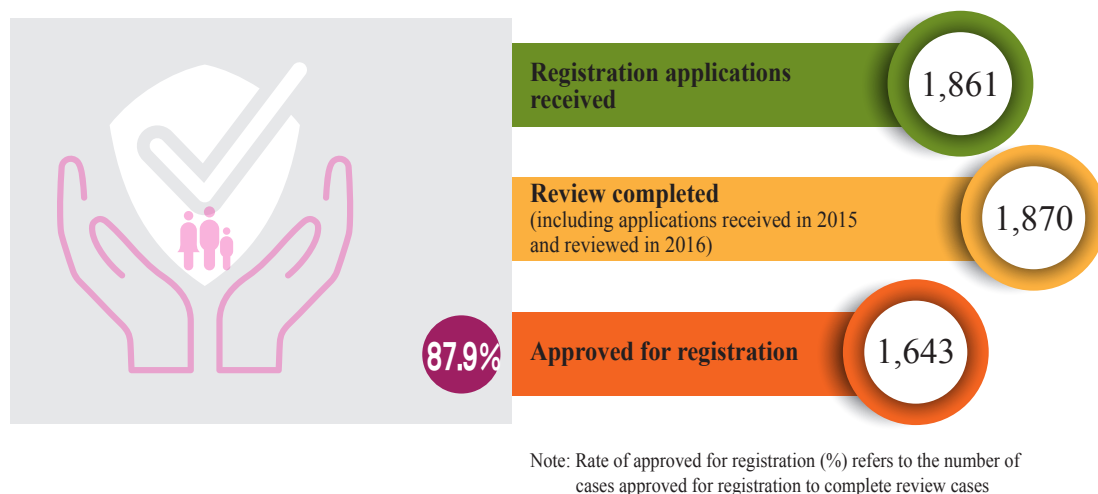 Registration applications
received
1,861
Review completed
(including applications received in 2015
and reviewed in 2016)
1,870
87.9%
Approved for registration
1,643
Note: Rate of approved for registration (%) refers to the number of
cases approved for registration to complete review cases